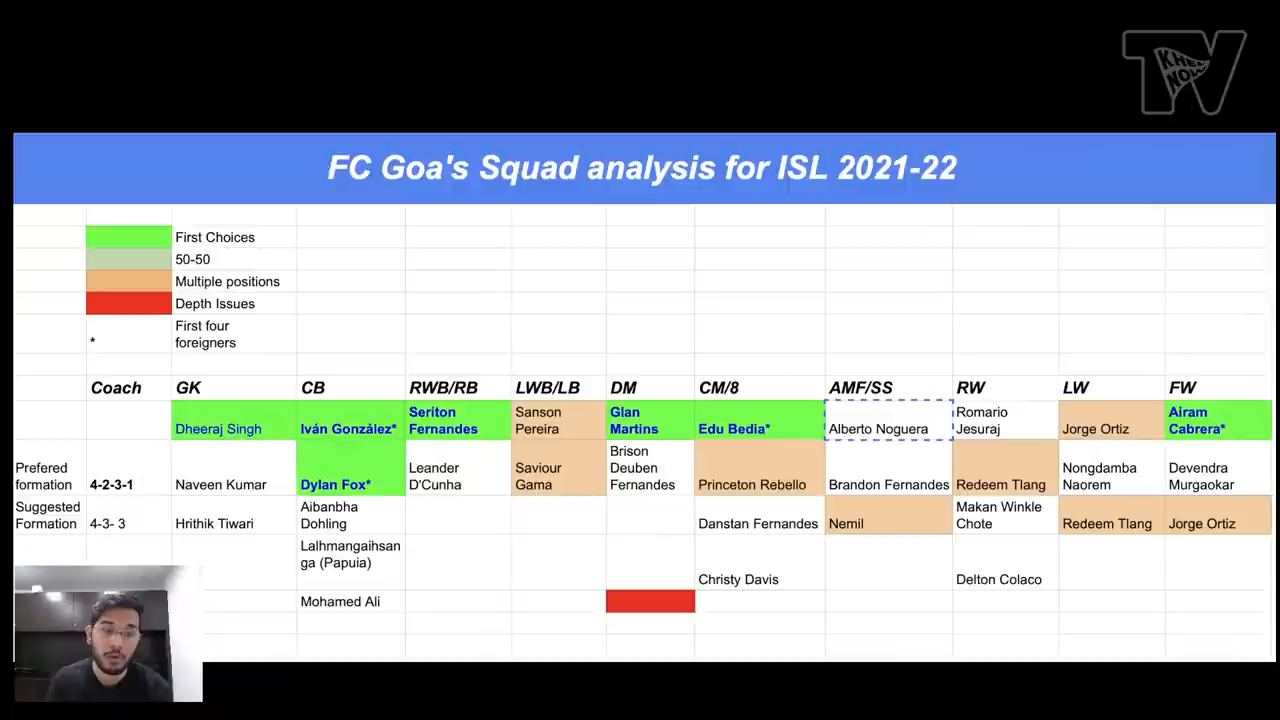 KHEL NOW
TV
FC Goa's Squad analysis for ISL 2021-22
First Choices
50-50
Multiple positions
Depth Issues
First four
foreigners
*
Coach GK CB RWB/RB LWB/LB DM CM/8 AMF/SS RW LW FW
Dheeraj Singh
Iván González*
Seriton
Fernandes
Sanson
Pereira
Glan
Martins
Edu Bedia*
Alberto Noguera
Romario
Jesuraj
Jorge Ortiz
Airam
Cabrera*
Prefered
formation
4-2-3-1
Naveen Kumar
Dylan Fox*
Leander
D'Cunha
Saviour
Gama
Brison
Deuben
Fernandes
Princeton Rebello
Brandon Fernandes
Redeem Tlang
Nongdamba
Naorem
Devendra
Murgaokar
Suggested
Formation
4-3- 3
Hrithik Tiwari
Aibanbha
Dohling
Danstan Fernandes
Nemil
Makan Winkle
Chote
Redeem Tlang
Jorge Ortiz
Lalhmangaihsan
ga (Papuia)
Christy Davis
Delton Colaco
Mohamed Ali